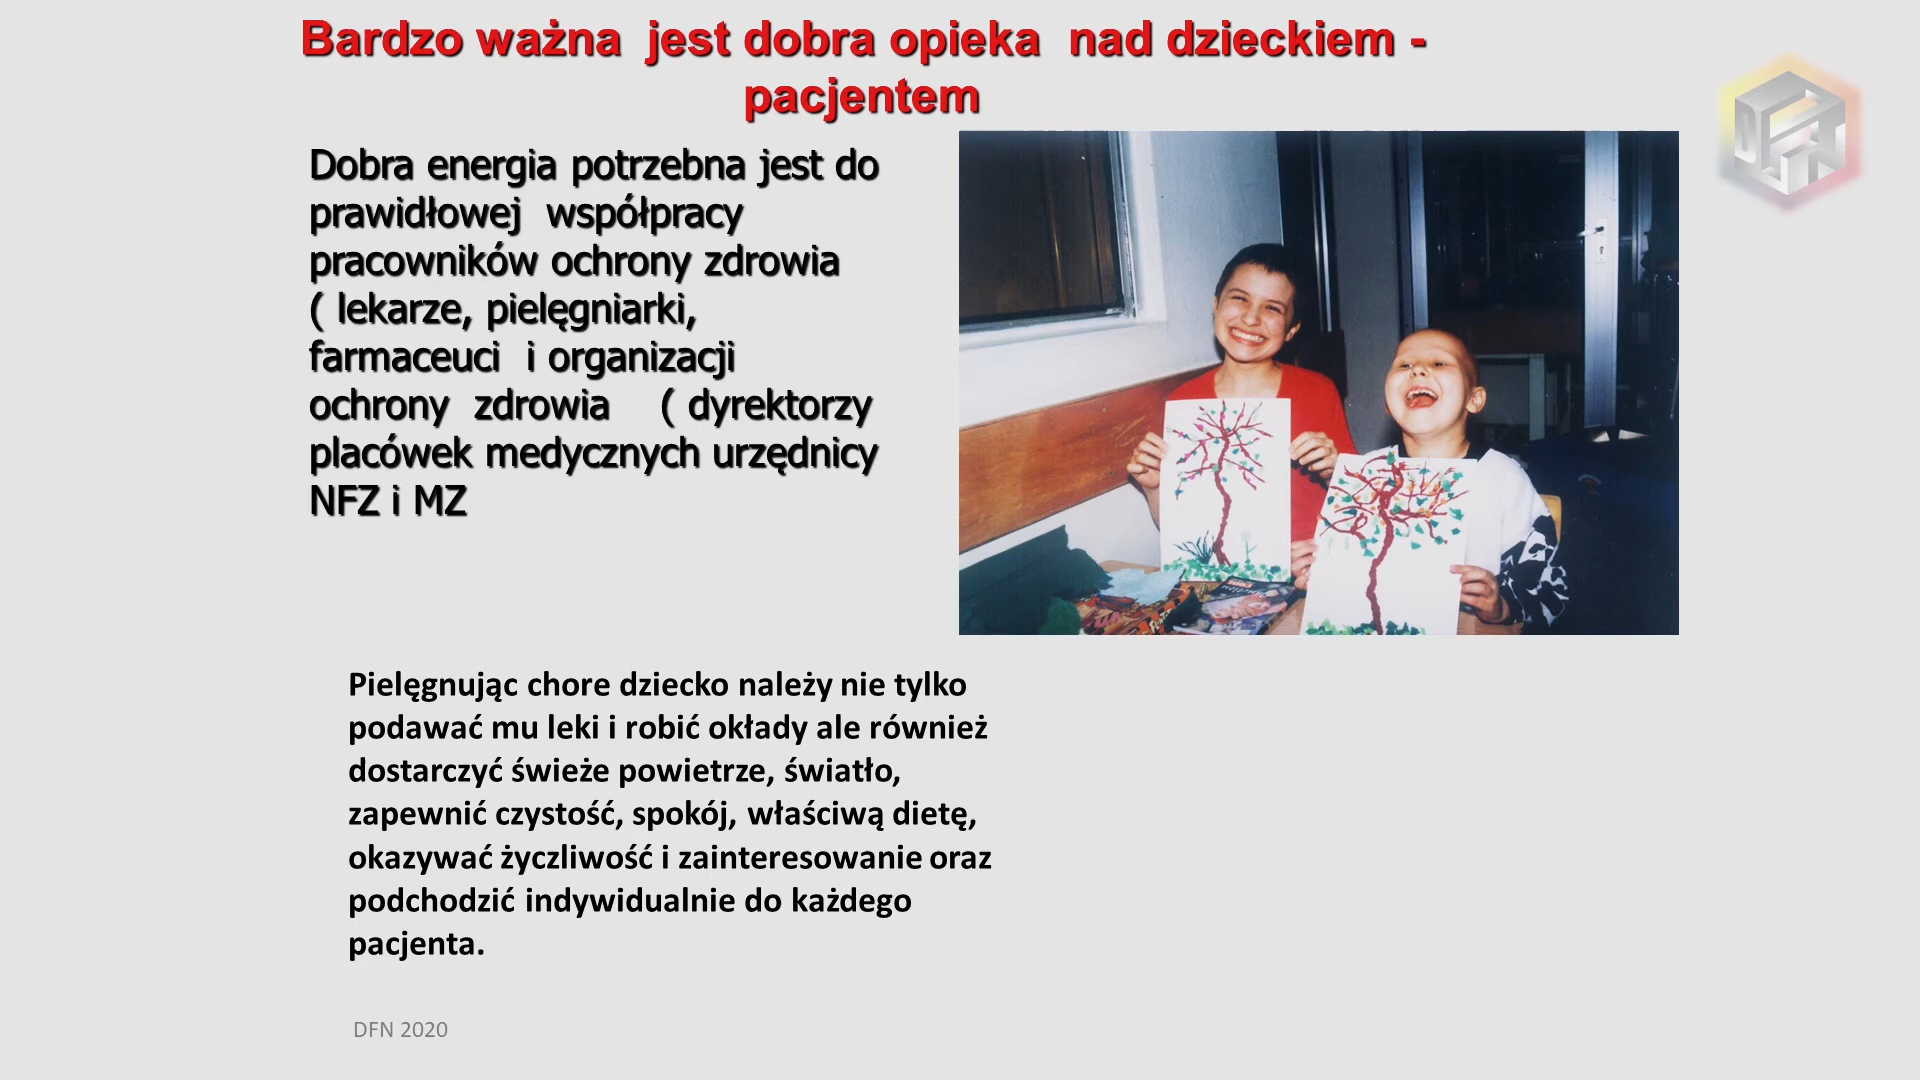 Bardzo ważna  jest dobra opieka  nad dzieckiem -
pacjentem
Dobra energia potrzebna jest do
prawidłowej  współpracy
pracowników ochrony zdrowia
( lekarze, pielęgniarki,
farmaceuci  i organizacji
ochrony  zdrowia    ( dyrektorzy
placówek medycznych urzędnicy
NFZ i MZ
Pielęgnując chore dziecko należy nie tylko
podawać mu leki i robić okłady ale również
dostarczyć świeże powietrze, światło,
zapewnić czystość, spokój, właściwą dietę,
okazywać życzliwość i zainteresowanie oraz
podchodzić indywidualnie do każdego
pacjenta.
DFN 2020